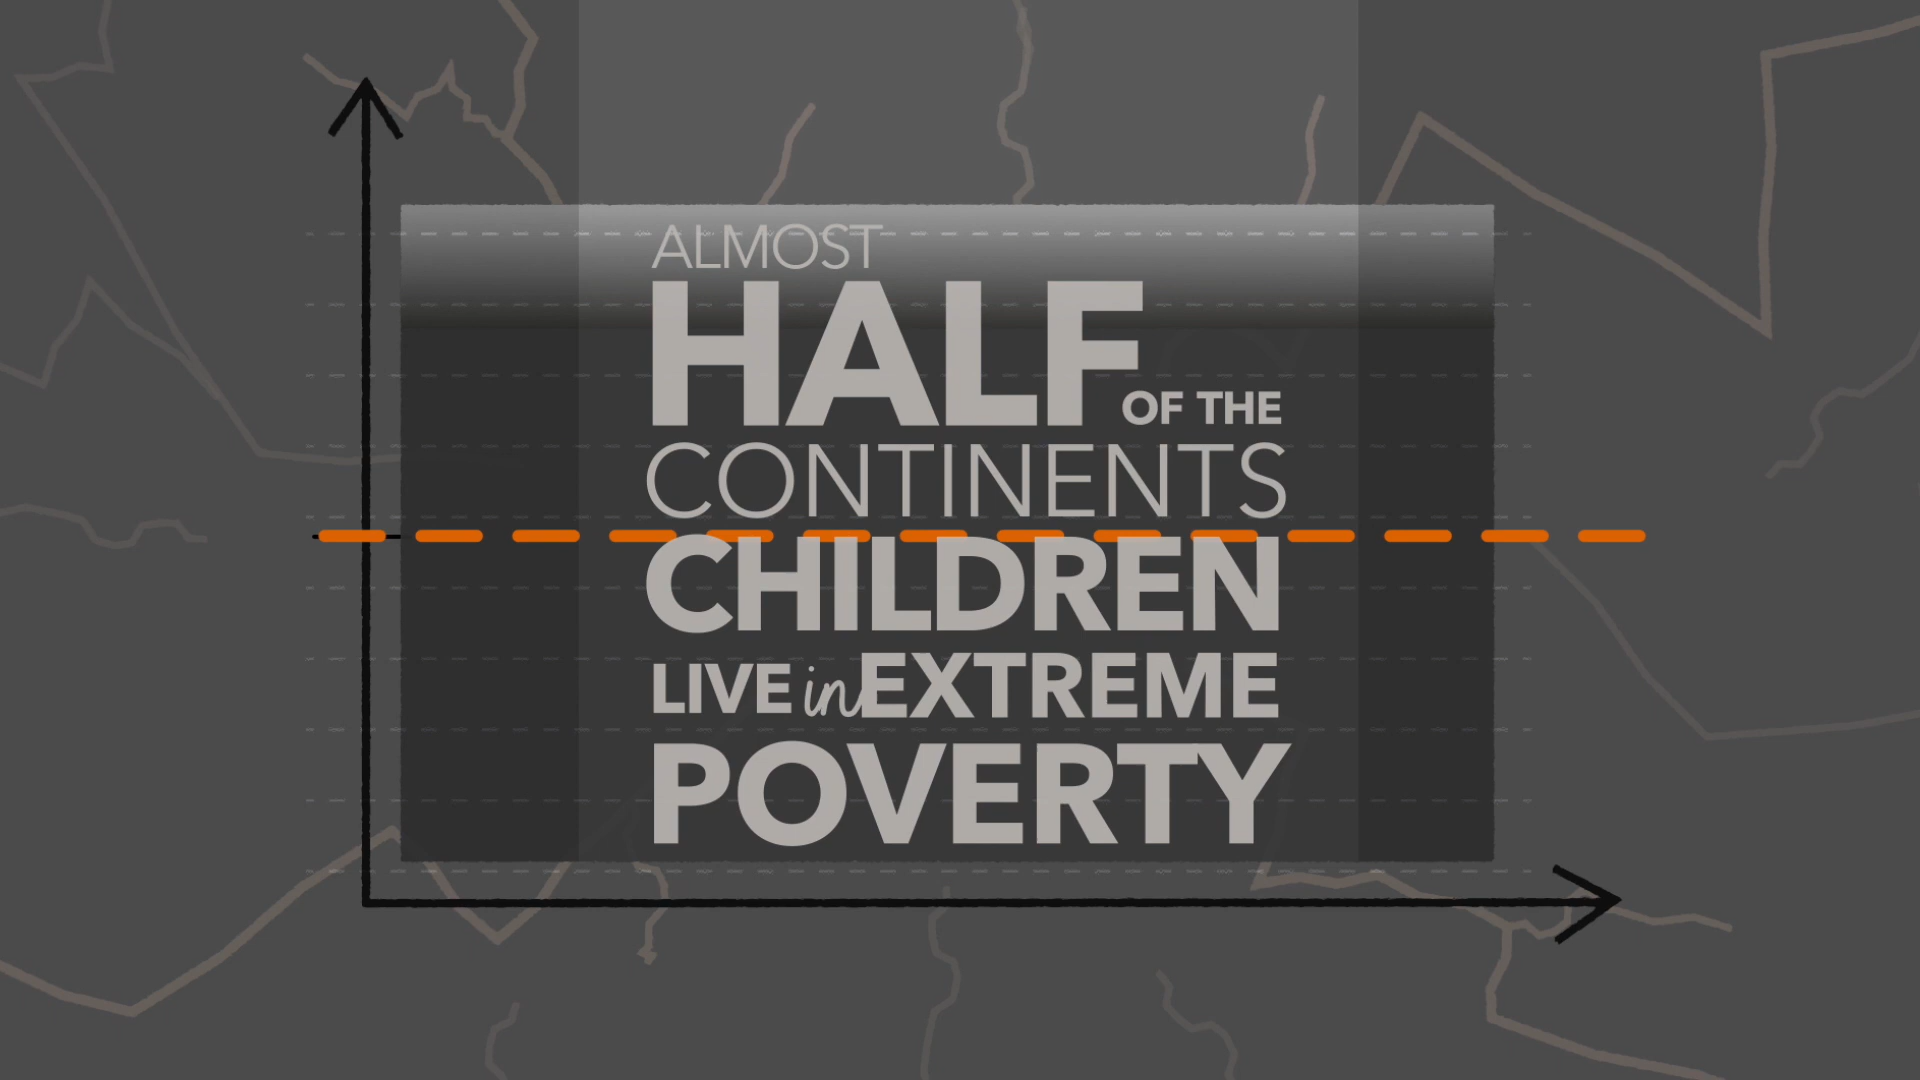 ALMOST
HALF OF THE
CONTINENTS
CHILDREN
LIVE in EXTREME
POVERTY